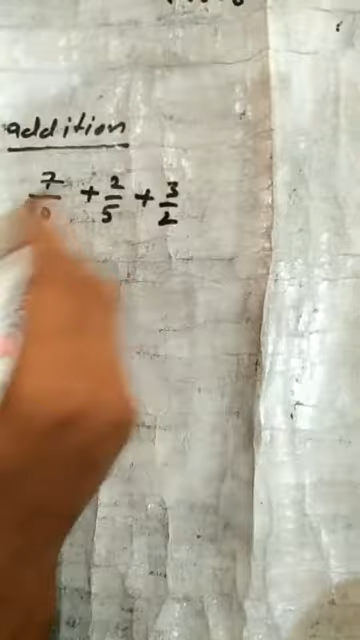 addition
7 + 2/5 + 3/2